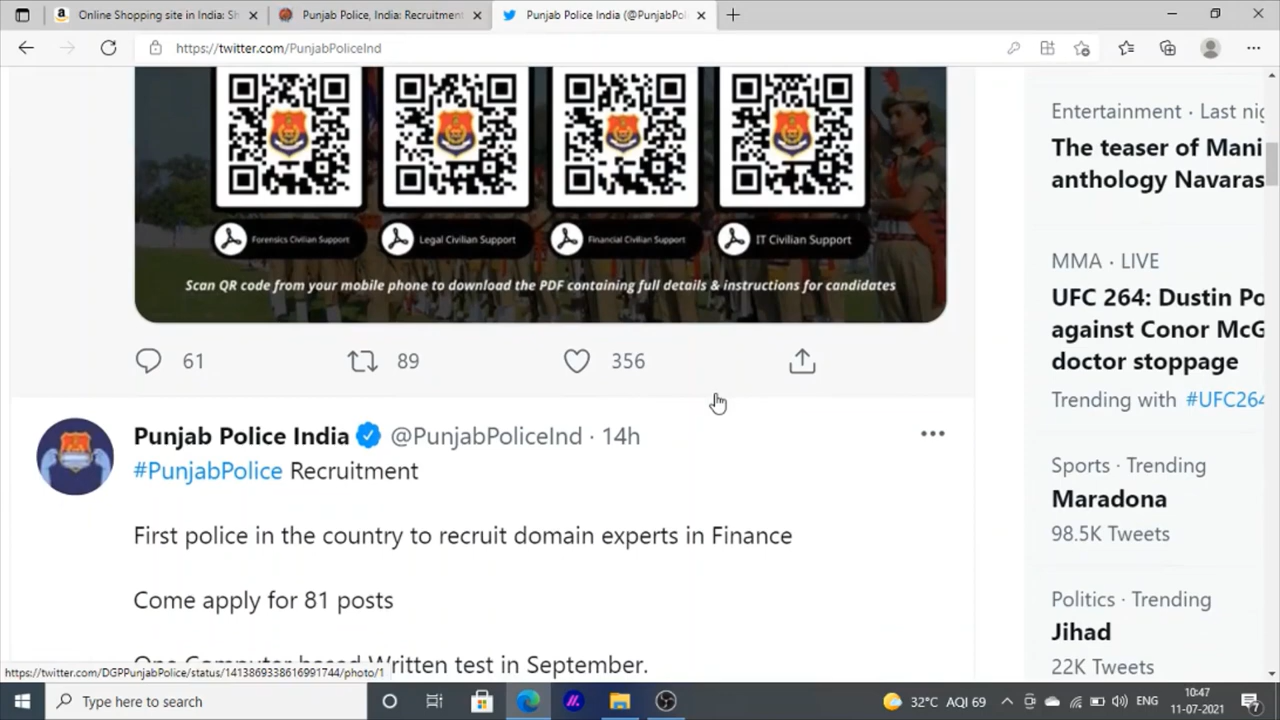 Online Shopping site in India: Sh
Punjab Police, India: Recruitment
Punjab Police India (@PunjabPol
https://twitter.com/PunjabPoliceInd
Forensics Civilian Support
Legal Civilian Support
Financial Civilian Support
IT Civilian Support
Scan QR code from your mobile phone to download the PDF containing full details & instructions for candidates
61
89
356
Punjab Police India @PunjabPoliceInd · 14h
#PunjabPolice Recruitment
First police in the country to recruit domain experts in Finance
Come apply for 81 posts
One Computer based Written test in September.
Entertainment · Last nig
The teaser of Mani
anthology Navaras
MMA · LIVE
UFC 264: Dustin Po
against Conor McG
doctor stoppage
Trending with #UFC264
Sports · Trending
Maradona
98.5K Tweets
Politics · Trending
Jihad
22K Tweets
https://twitter.com/DGPPunjabPolice/status/1413869338616991744/photo/1
Type here to search
32°C AQI 69
ENG
10:47
11-07-2021
7